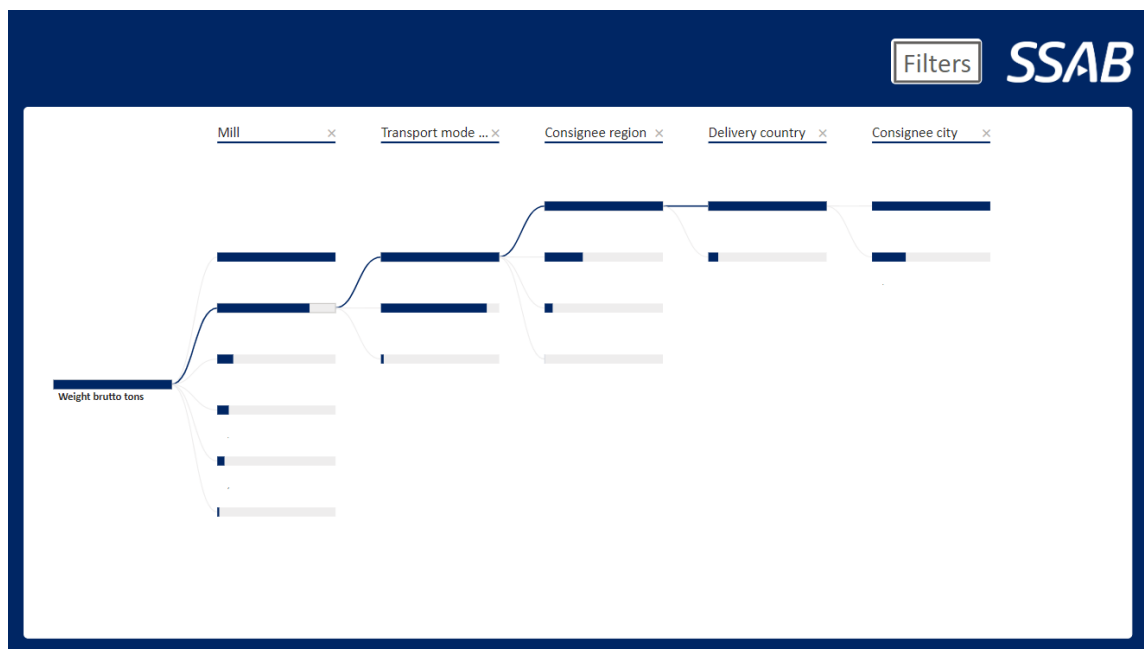 Filters
SSAB
Mill
Transport mode ...
Consignee region
Delivery country
Consignee city
Weight brutto tons